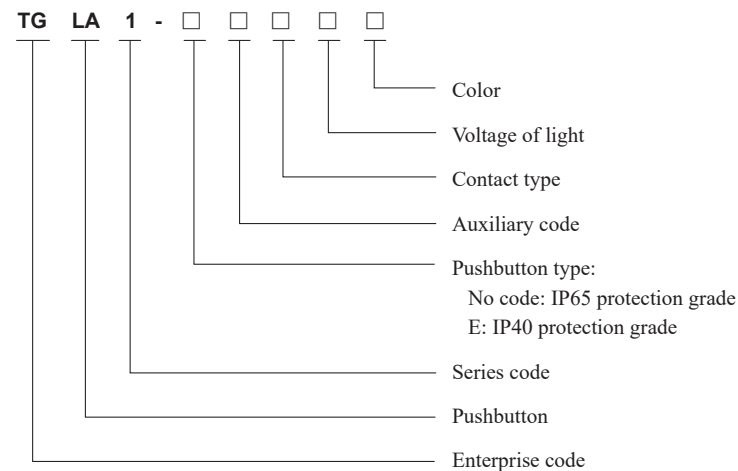 TG LA 1 - □ □ □ □ □
Color
Voltage of light
Contact type
Auxiliary code
Pushbutton type:
No code: IP65 protection grade
E: IP40 protection grade
Series code
Pushbutton
Enterprise code